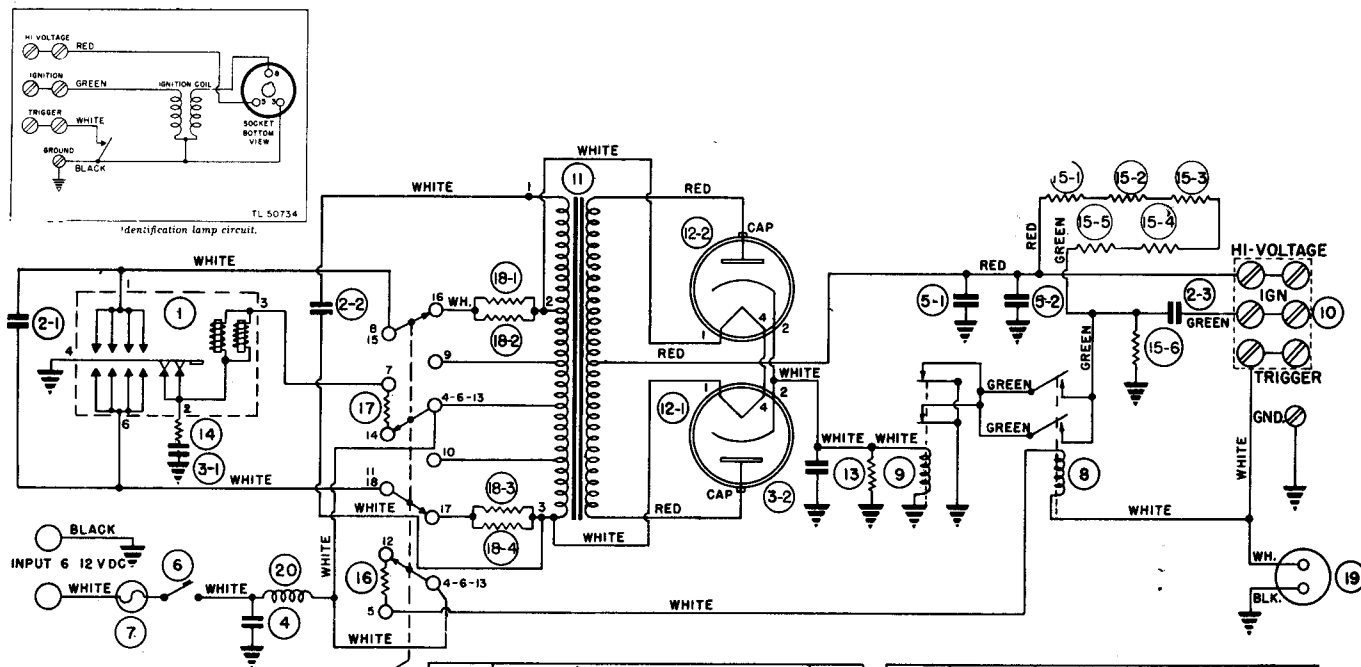 HI VOLTAGE
RED
IGNITION
GREEN
IGNITION COIL
TRIGGER
WHITE
GROUND
BLACK
8
5 3
SOCKET
BOTTOM
VIEW
TL 50734
identification lamp circuit.
WHITE
WHITE
1
11
RED
12-2
CAP
15-1 15-2 15-3
15-5 15-4
RED
GREEN
HI-VOLTAGE
WHITE
2-1
1
3
2-2
8
15
16
WH.
18-1
18-2
2
9
7
17
14
4-6-13
10
4
6
2
14
3-1
11
18
17
18-3
18-4
3
WHITE
WHITE
RED
1
4
2
RED
RED
5-1
5-2
2-3
IGN
GREEN
10
GREEN
15-6
TRIGGER
12-1
1
4
2
WHITE
CAP
3-2
WHITE WHITE
13
9
GREEN
GREEN
8
GND.
WHITE
WHITE
WHITE
BLACK
INPUT 6 12 V DC
WHITE
7
6
WHITE
20
4
WHITE
12
16
5
4-6-13
WHITE
WHITE
WH.
BLK.
19